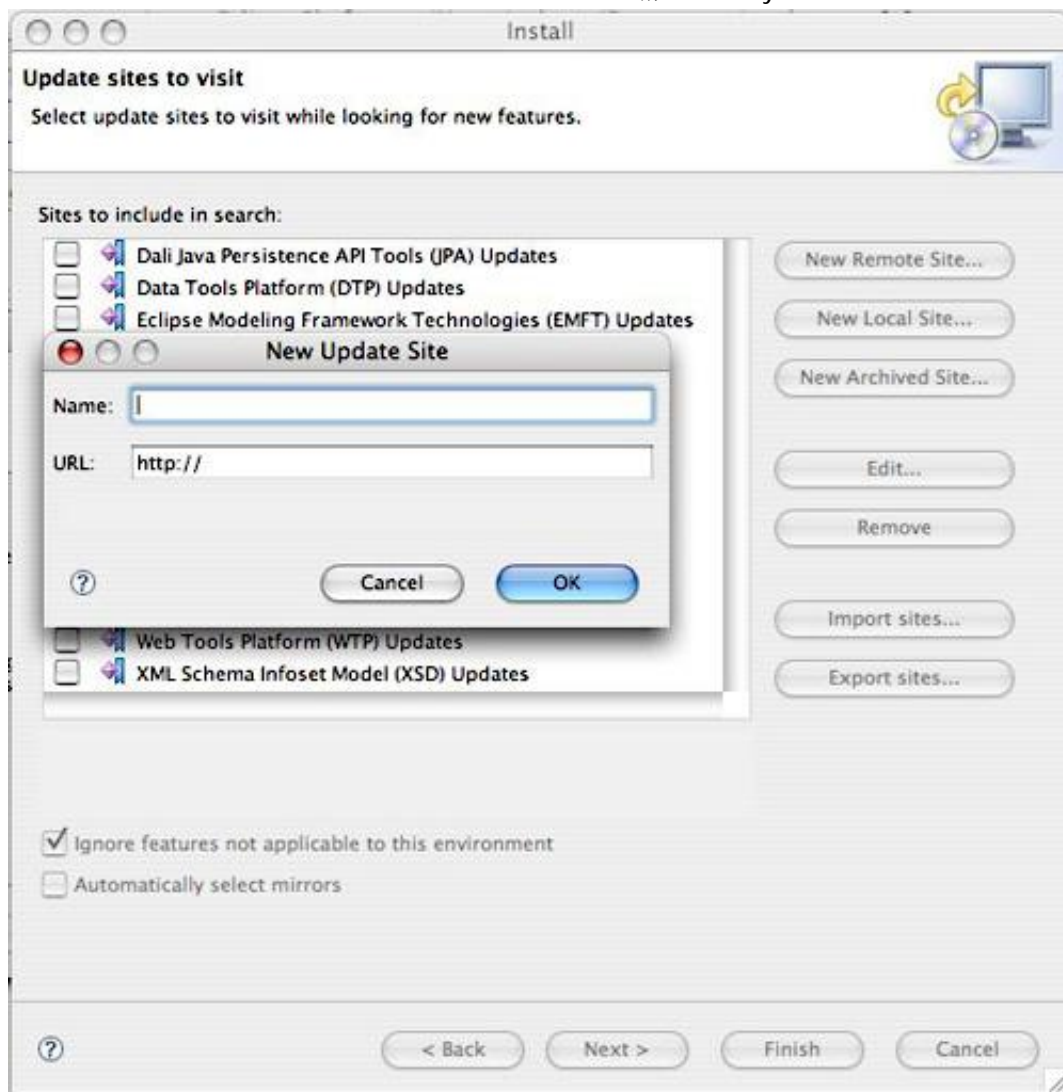 Install
Update sites to visit
Select update sites to visit while looking for new features.
Sites to include in search:
Dali Java Persistence API Tools (JPA) Updates
Data Tools Platform (DTP) Updates
Eclipse Modeling Framework Technologies (EMFT) Updates
New Remote Site...
New Local Site...
New Archived Site...
New Update Site
Name:
URL:
http://
?
Cancel
OK
Edit...
Remove
Web Tools Platform (WTP) Updates
XML Schema Infoset Model (XSD) Updates
Import sites...
Export sites...
Ignore features not applicable to this environment
Automatically select mirrors
?
< Back
Next >
Finish
Cancel